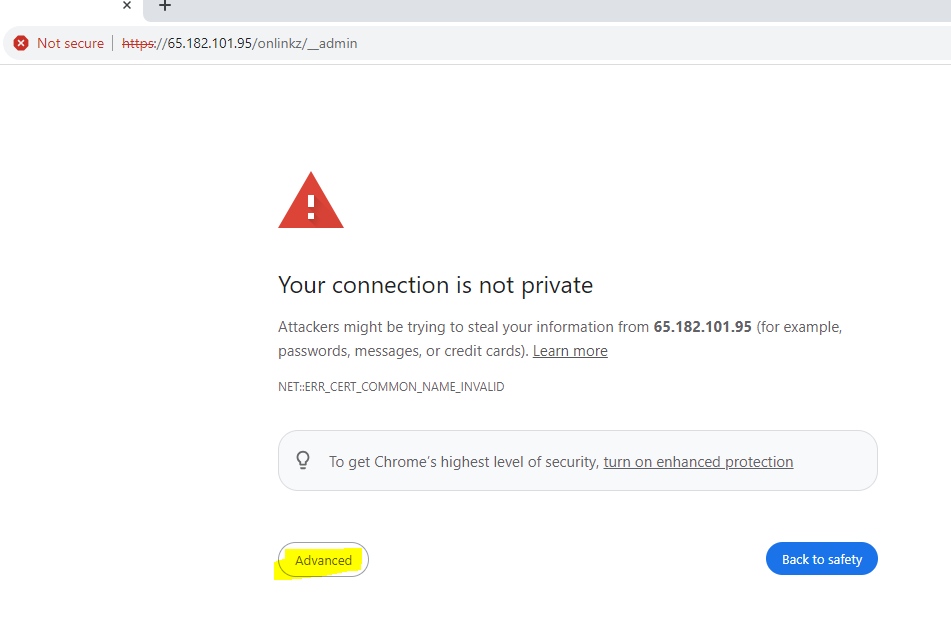 Not secure | https://65.182.101.95/onlinkz/__admin
Your connection is not private
Attackers might be trying to steal your information from 65.182.101.95 (for example,
passwords, messages, or credit cards). Learn more
NET::ERR_CERT_COMMON_NAME_INVALID
To get Chrome's highest level of security, turn on enhanced protection
Advanced
Back to safety